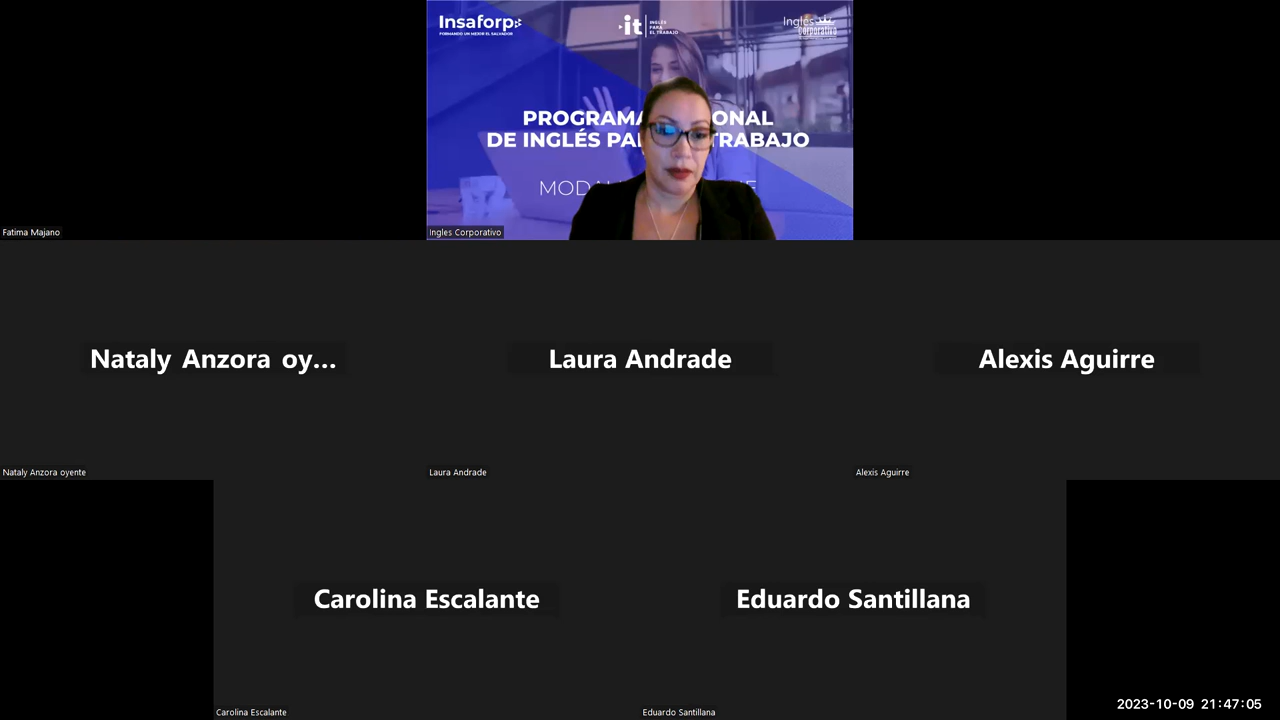 Insaforp
FORMANDO UN MEJOR EL SALVADOR
it
INGLÉS
PARA
EL TRABAJO
Inglés
corporativo
PROGRAMA ONAL
DE INGLÉS PA TRABAJO
MODA E
Fatima Majano
Ingles Corporativo
Nataly Anzora oy...
Laura Andrade
Alexis Aguirre
Nataly Anzora oyente
Laura Andrade
Alexis Aguirre
Carolina Escalante
Eduardo Santillana
Carolina Escalante
Eduardo Santillana
2023-10-09 21:47:05